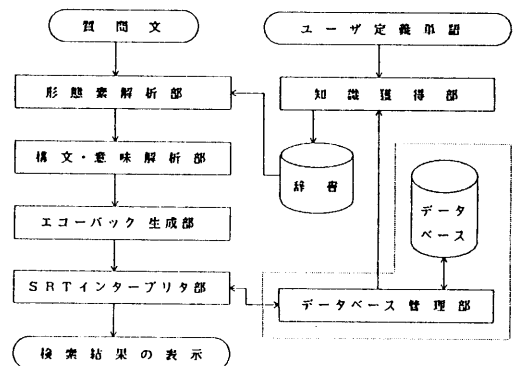 質問文
ユーザ定義単語
形態素解析部
知識獲得部
構文・意味解析部
辞書
データ
ベース
エコーバック生成部
SRTインタープリタ部
データベース管理部
検索結果の表示